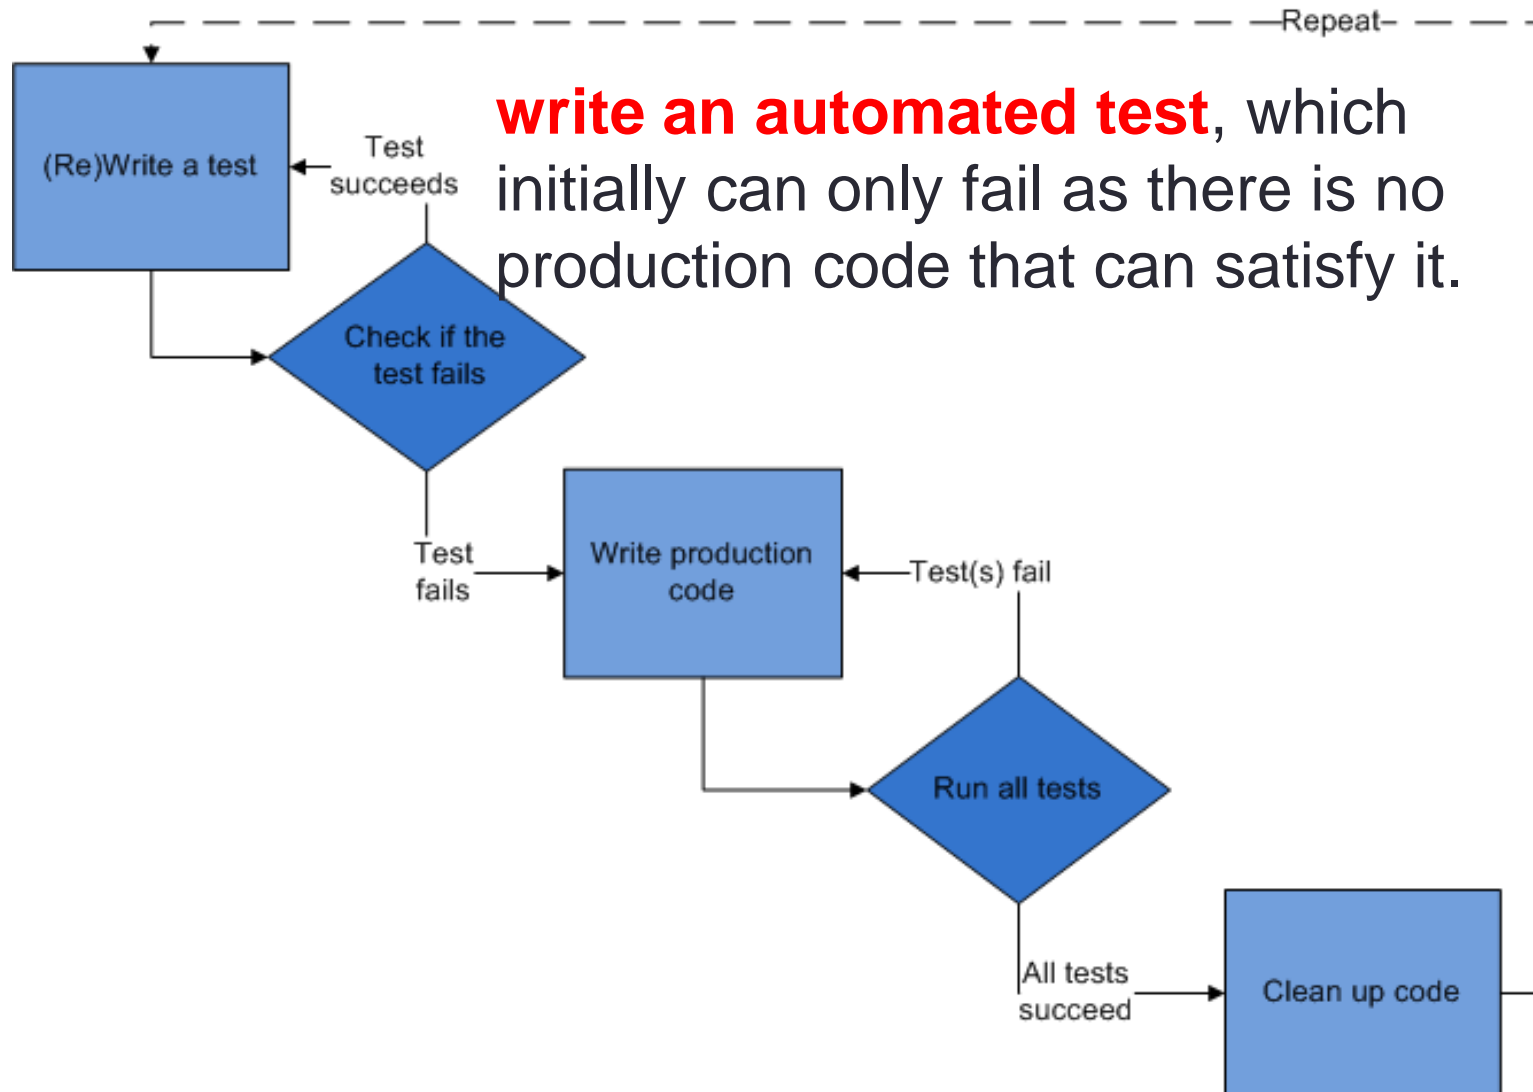 Repeat
write an automated test, which
initially can only fail as there is no
production code that can satisfy it.
(Re)Write a test
Test
succeeds
Check if the
test fails
Test
fails
Write production
code
Test(s) fail
Run all tests
All tests
succeed
Clean up code